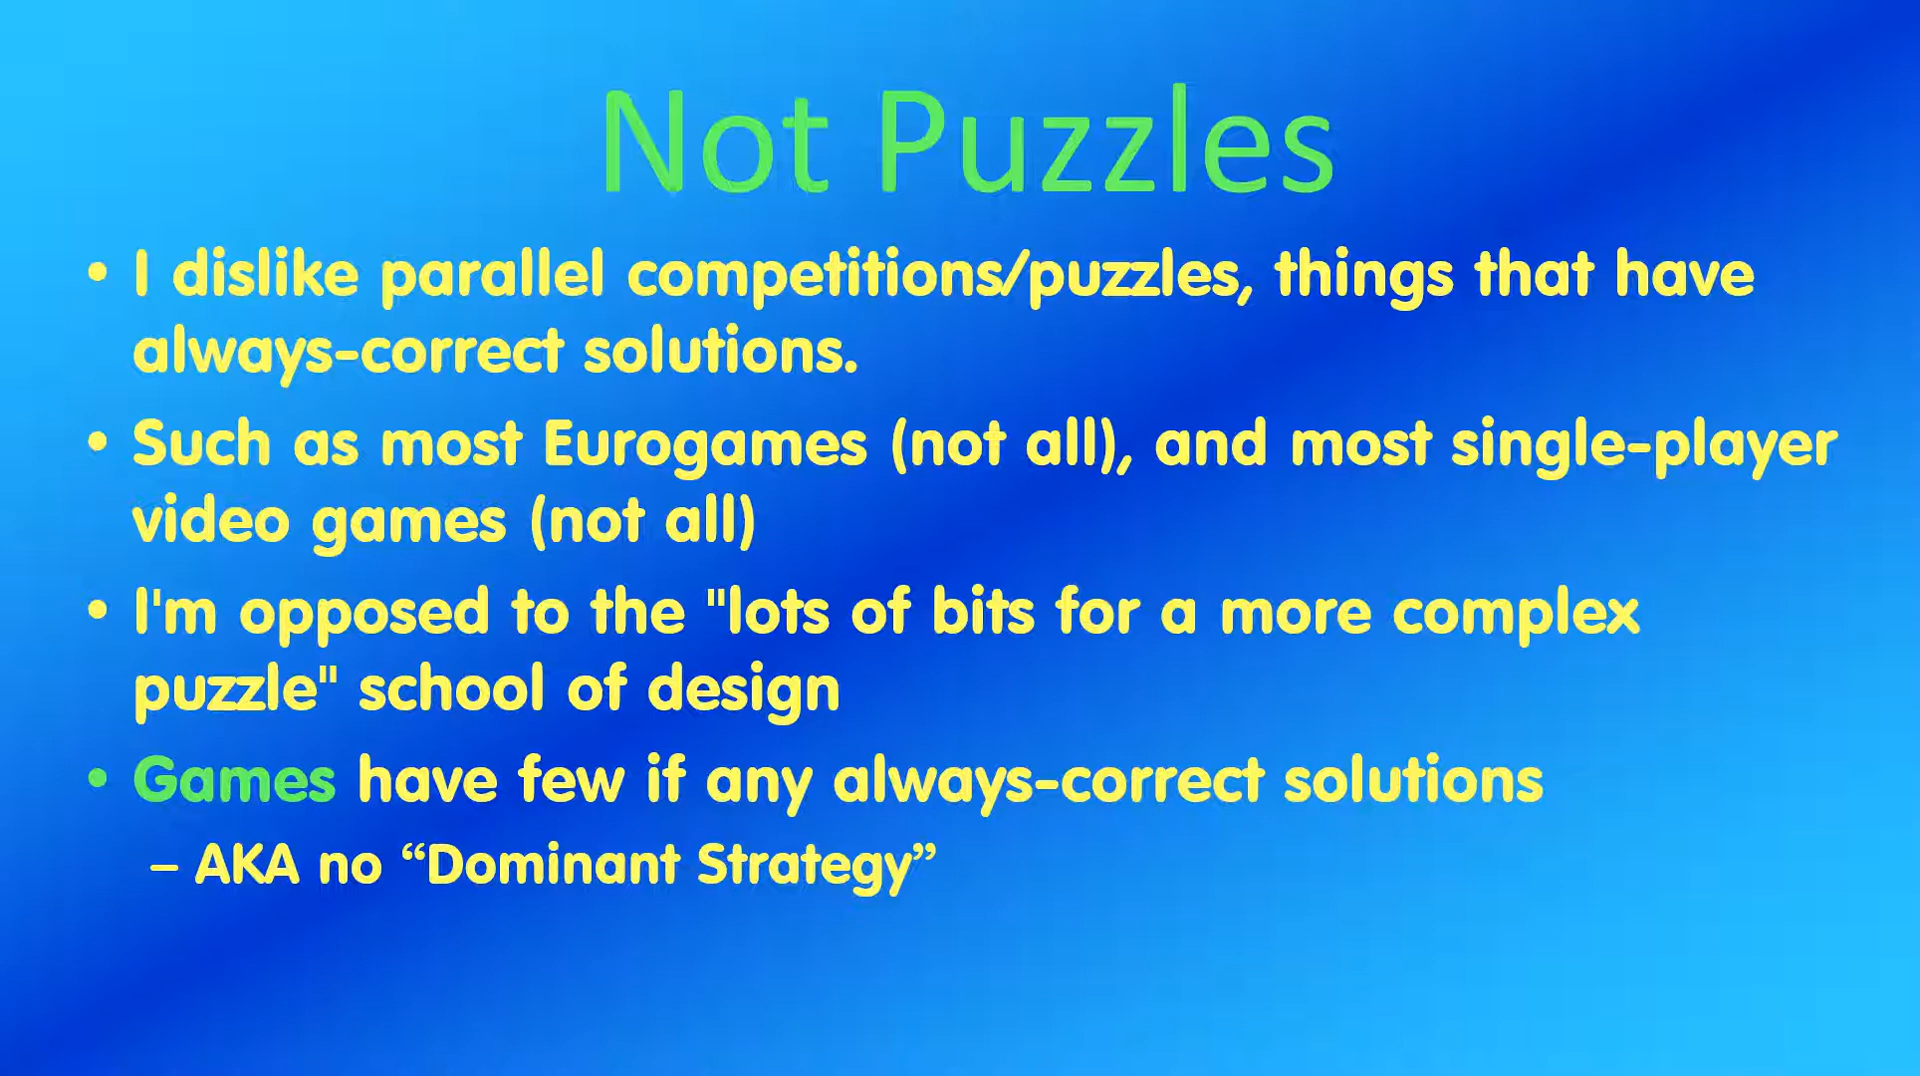 Not Puzzles
• I dislike parallel competitions/puzzles, things that have
always-correct solutions.
• Such as most Eurogames (not all), and most single-player
video games (not all)
• I'm opposed to the "lots of bits for a more complex
puzzle" school of design
• Games have few if any always-correct solutions
– AKA no “Dominant Strategy”